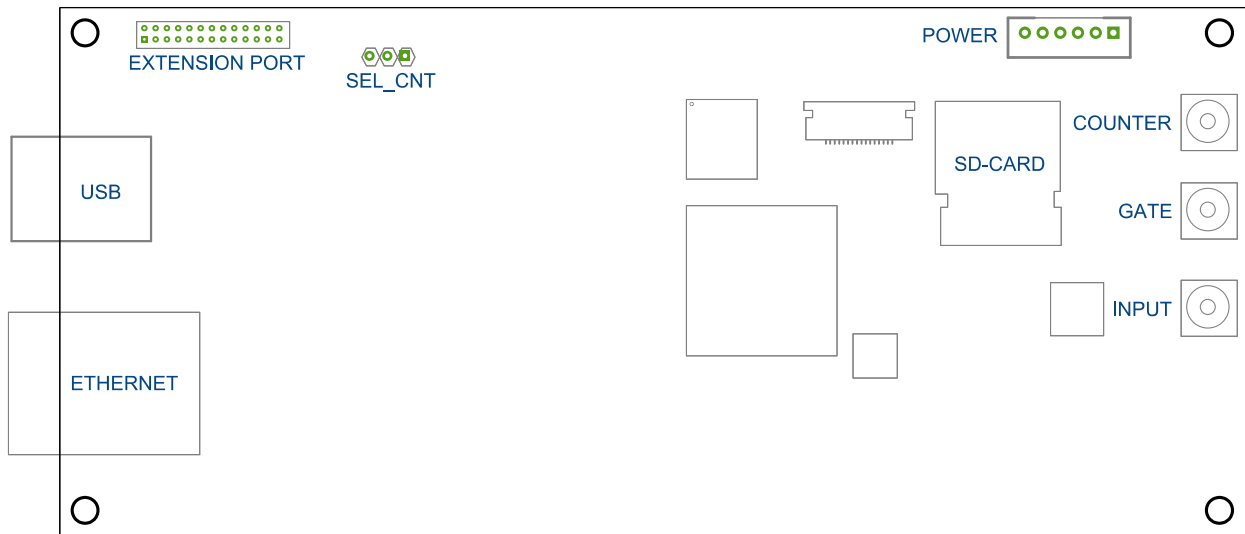 POWER
EXTENSION PORT
SEL_CNT
COUNTER
SD-CARD
USB
GATE
INPUT
ETHERNET